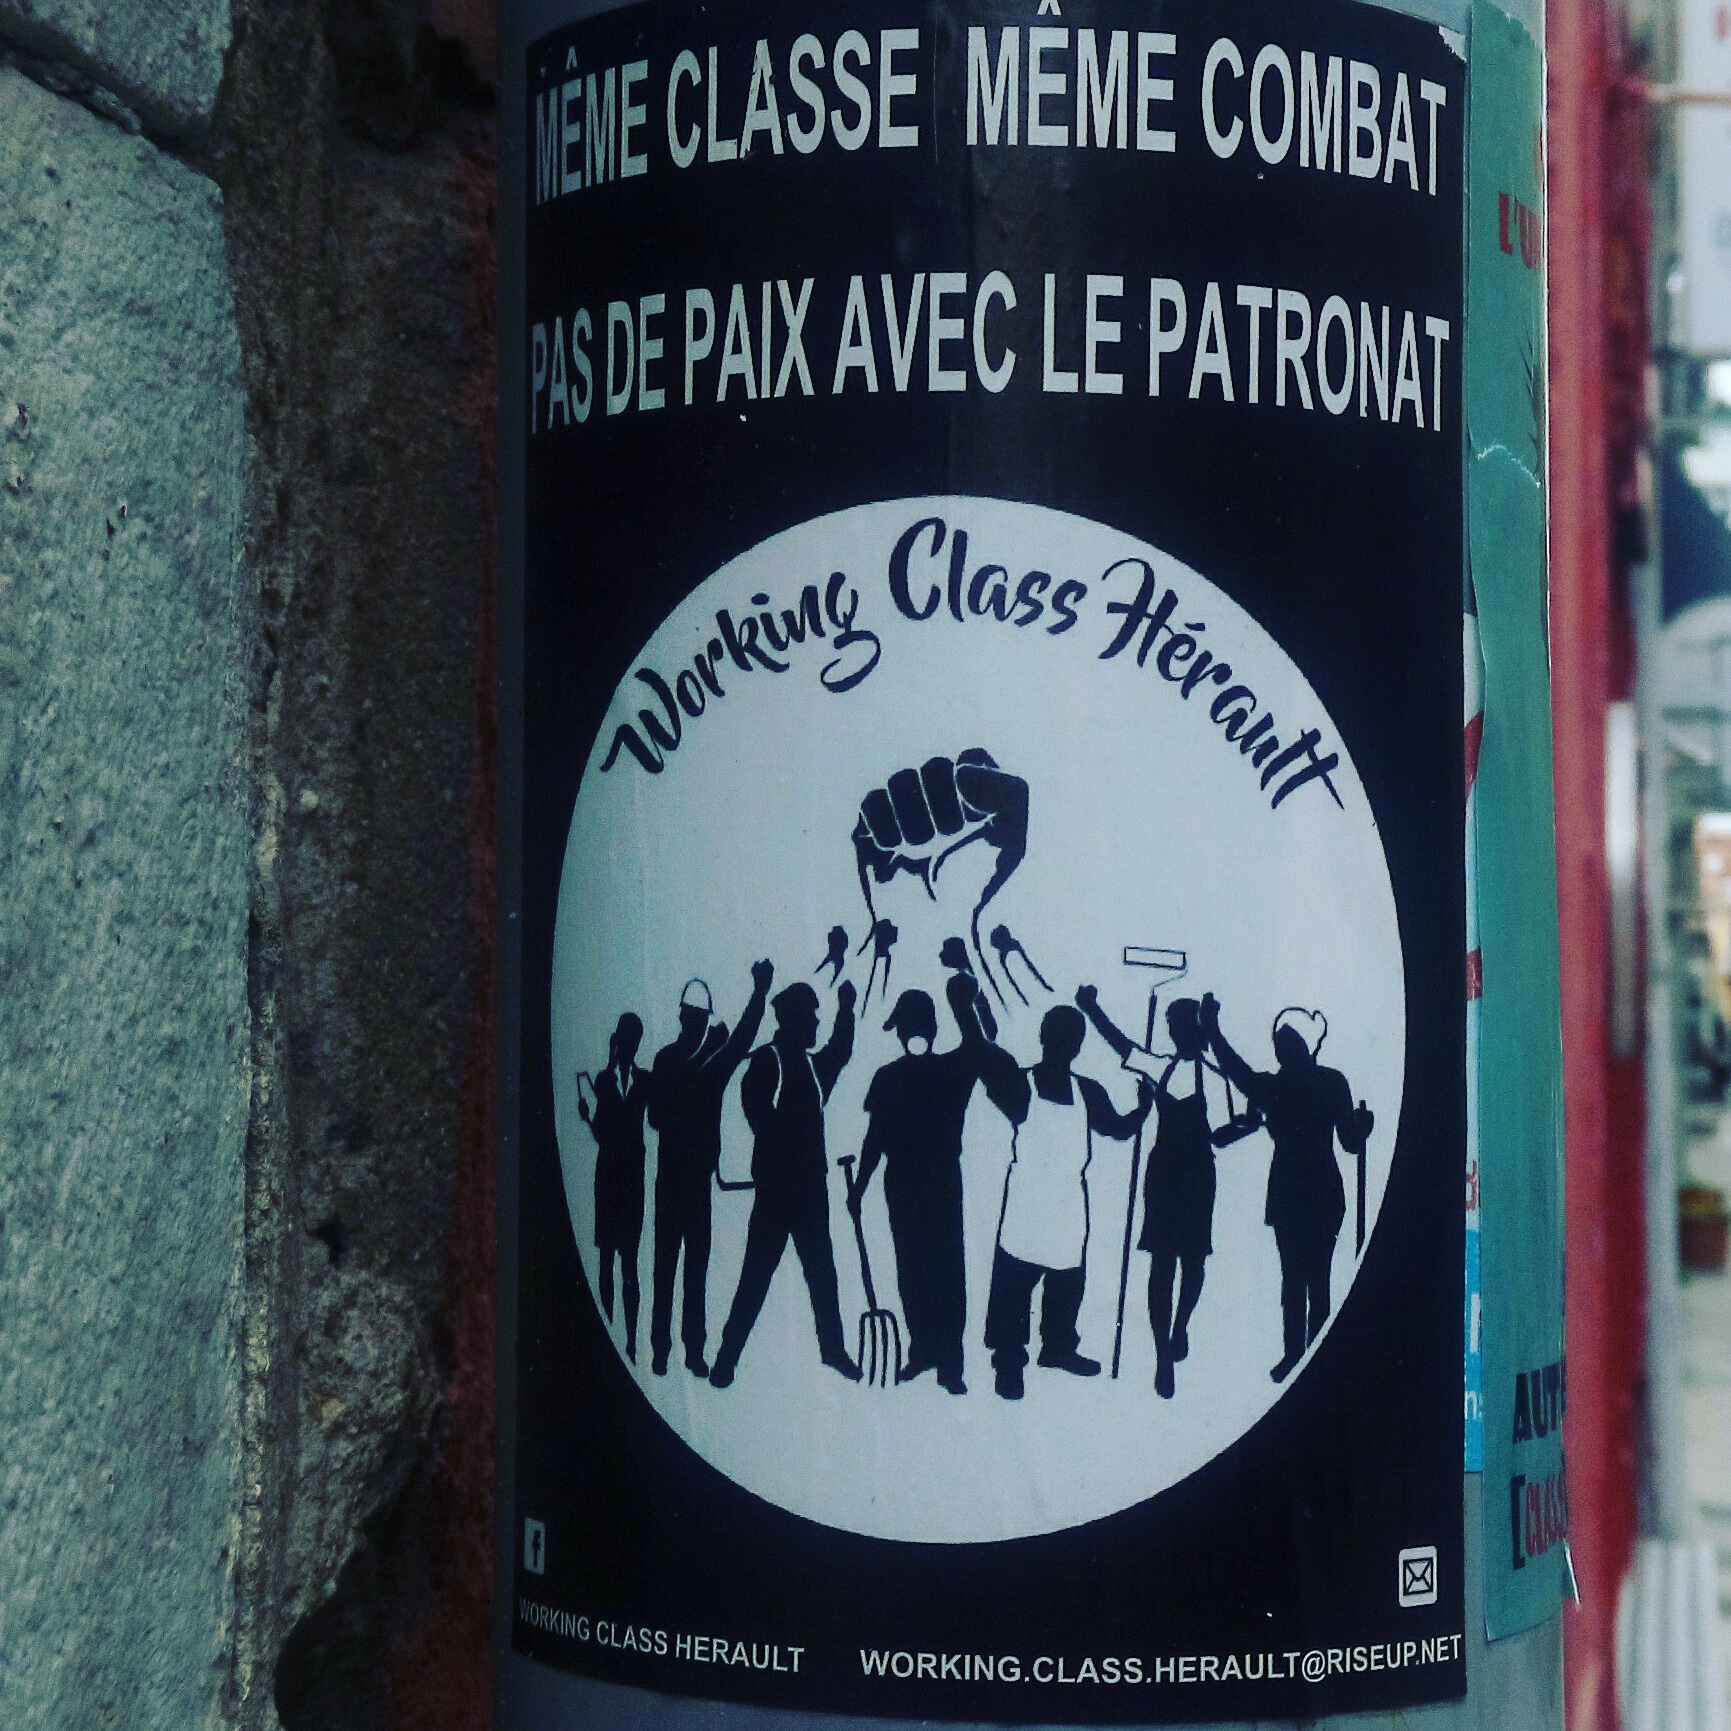 MÊME CLASSE MÊME COMBAT
PAS DE PAIX AVEC LE PATRONAT
Working Class Hérault
WORKING CLASS HERAULT
WORKING.CLASS.HERAULT@RISEUP.NET